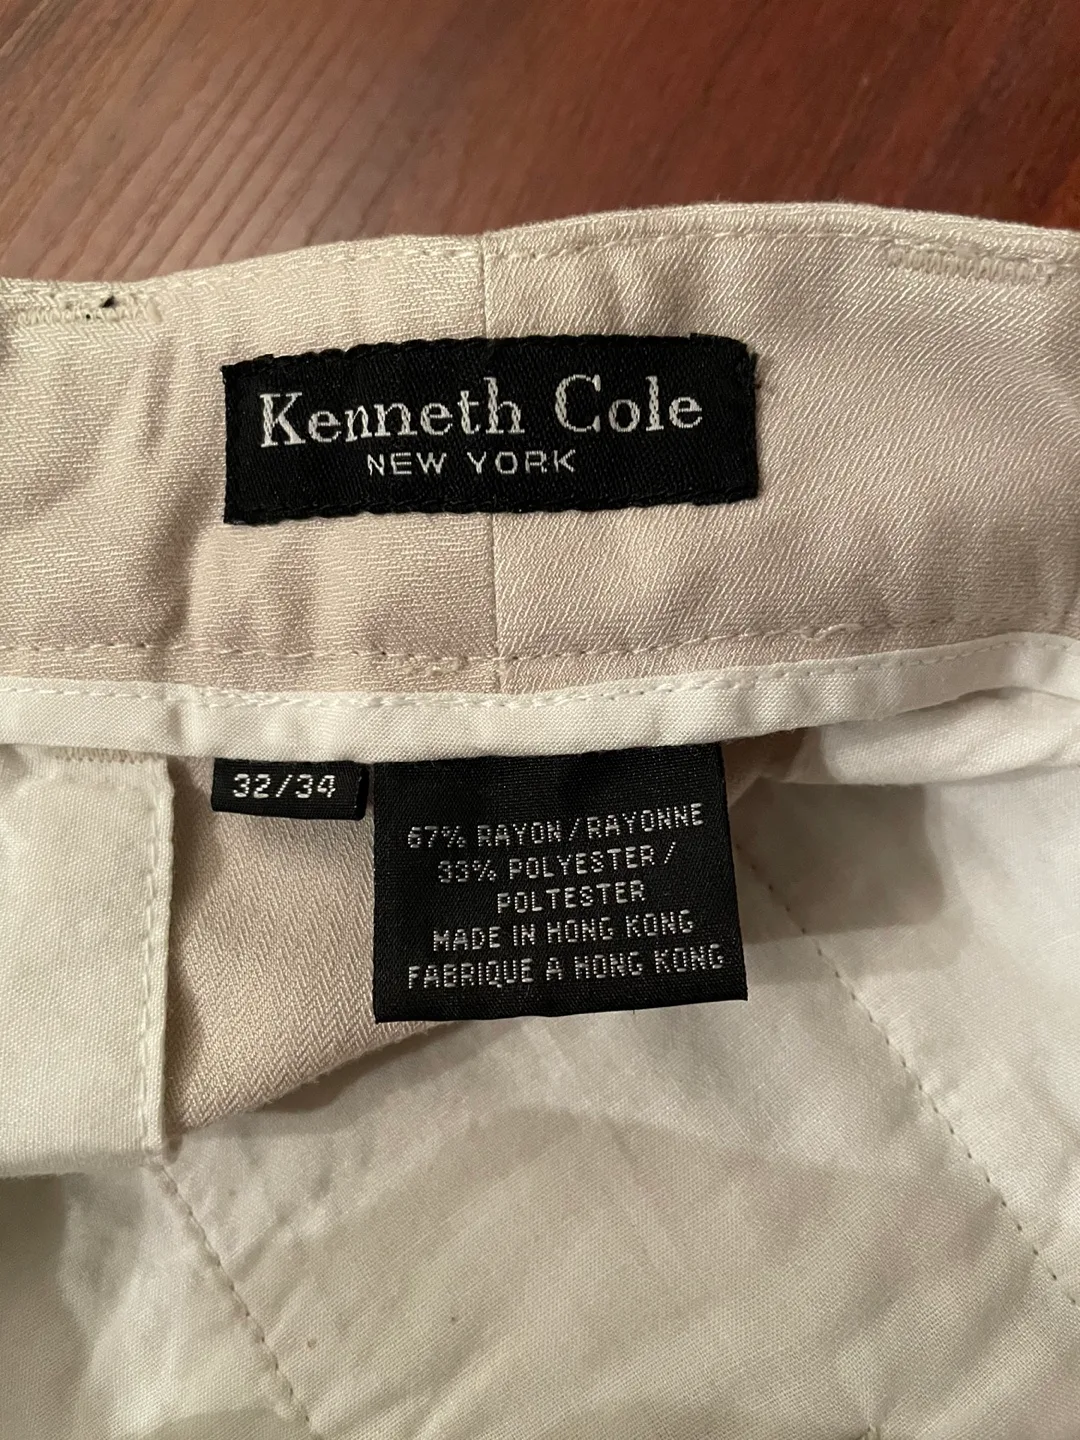 Kenneth Cole
NEW YORK
32/34
67% RAYON/RAYONNE
33% POLYESTER/
POLTESTER
MADE IN HONG KONG
FABRIQUE A HONG KONG